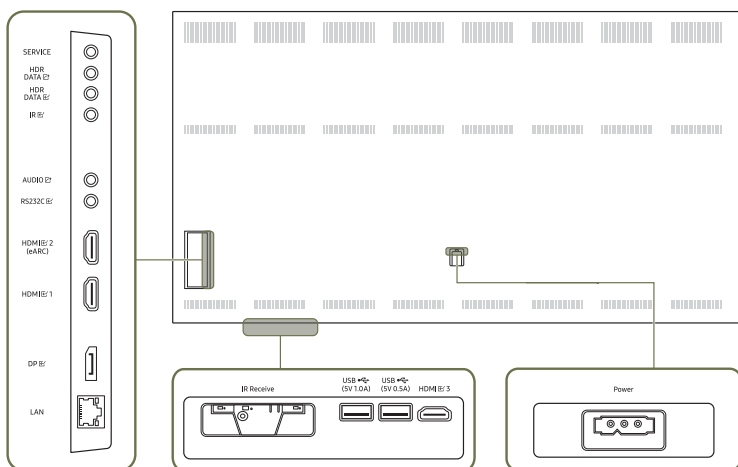 SERVICE
HDR
DATA
HDR
DATA
IR
AUDIO
RS232C
HDMI 2
(eARC)
HDMI 1
DP
LAN
IR Receive
USB
(5V 1.0A)
USB
(5V 0.5A)
HDMI 3
Power